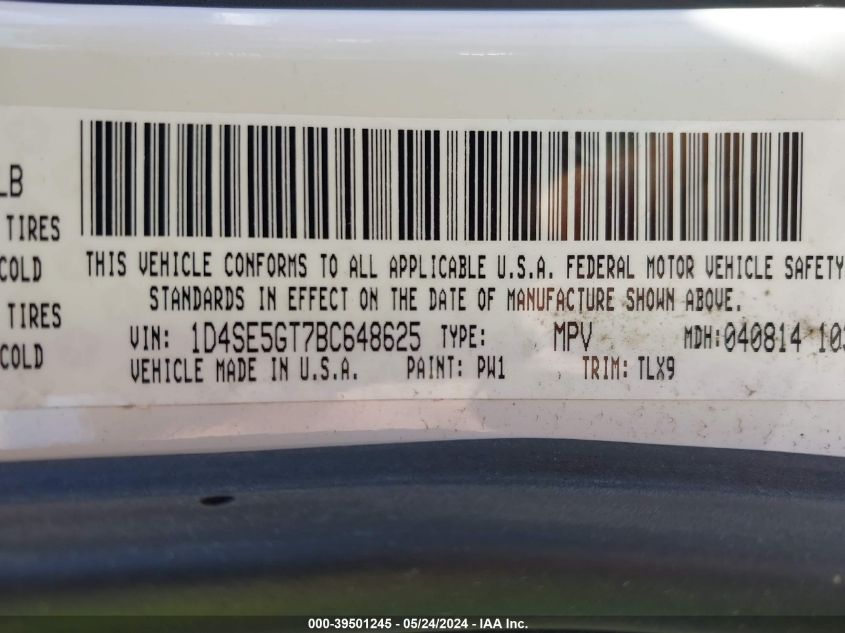 LB
TIRES
COLD
THIS VEHICLE CONFORMS TO ALL APPLICABLE U.S.A. FEDERAL MOTOR VEHICLE SAFETY
STANDARDS IN EFFECT ON THE DATE OF MANUFACTURE SHOWN ABOVE.
TIRES
VIN: 1D4SE5GT7BC648625 TYPE: MPV MDH:040814 103
COLD
VEHICLE MADE IN U.S.A. PAINT: PW1 TRIM: TLX9
000-39501245 - 05/24/2024 - IAA Inc.